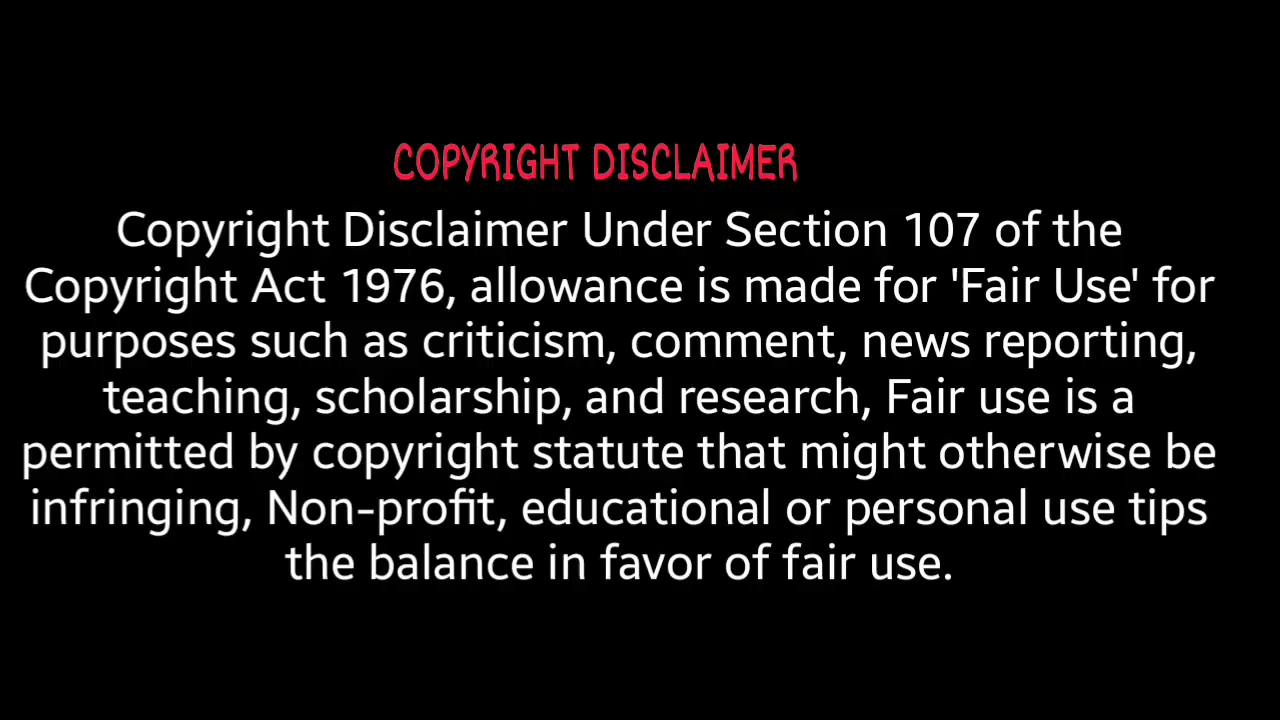 COPYRIGHT DISCLAIMER
Copyright Disclaimer Under Section 107 of the
Copyright Act 1976, allowance is made for 'Fair Use' for
purposes such as criticism, comment, news reporting,
teaching, scholarship, and research, Fair use is a
permitted by copyright statute that might otherwise be
infringing, Non-profit, educational or personal use tips
the balance in favor of fair use.